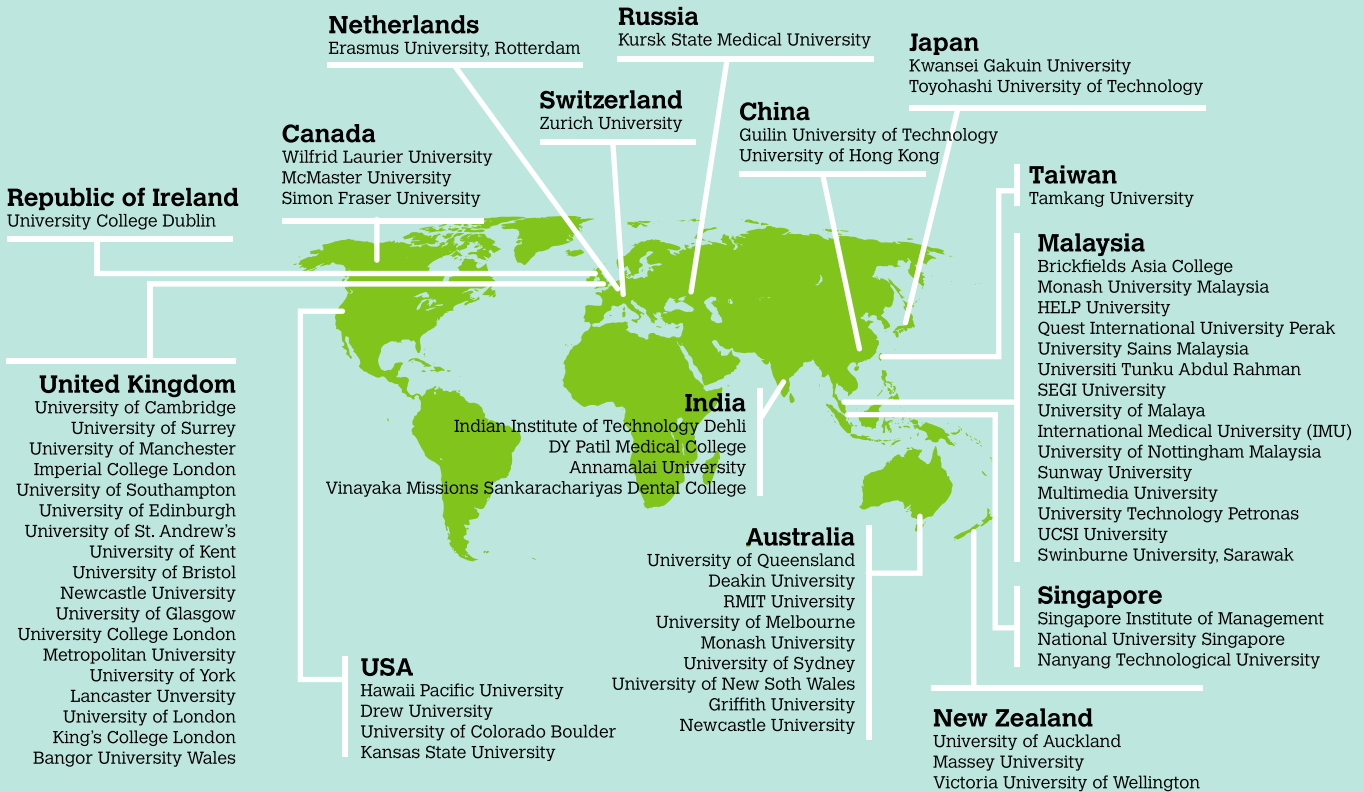 Netherlands
Erasmus University, Rotterdam
Russia
Kursk State Medical University
Japan
Kwansei Gakuin University
Toyohashi University of Technology
Switzerland
Zurich University
China
Guilin University of Technology
University of Hong Kong
Canada
Wilfrid Laurier University
McMaster University
Simon Fraser University
Republic of Ireland
University College Dublin
Taiwan
Tamkang University
Malaysia
Brickfields Asia College
Monash University Malaysia
HELP University
Quest International University Perak
University Sains Malaysia
Universiti Tunku Abdul Rahman
SEGI University
University of Malaya
International Medical University (IMU)
University of Nottingham Malaysia
Sunway University
Multimedia University
University Technology Petronas
UCSI University
Swinburne University, Sarawak
United Kingdom
University of Cambridge
University of Surrey
University of Manchester
Imperial College London
University of Southampton
University of Edinburgh
University of St. Andrew's
University of Kent
University of Bristol
Newcastle University
University of Glasgow
University College London
Metropolitan University
University of York
Lancaster Unversity
University of London
King's College London
Bangor University Wales
India
Indian Institute of Technology Dehli
DY Patil Medical College
Annamalai University
Vinayaka Missions Sankarachariyas Dental College
Australia
University of Queensland
Deakin University
RMIT University
University of Melbourne
Monash University
University of Sydney
University of New Soth Wales
Griffith University
Newcastle University
Singapore
Singapore Institute of Management
National University Singapore
Nanyang Technological University
USA
Hawaii Pacific University
Drew University
University of Colorado Boulder
Kansas State University
New Zealand
University of Auckland
Massey University
Victoria University of Wellington